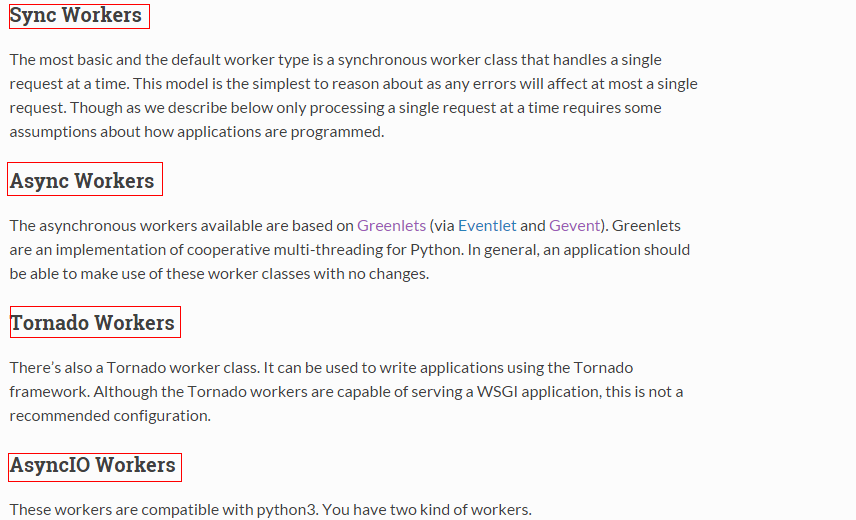 Sync Workers
The most basic and the default worker type is a synchronous worker class that handles a single
request at a time. This model is the simplest to reason about as any errors will affect at most a single
request. Though as we describe below only processing a single request at a time requires some
assumptions about how applications are programmed.
Async Workers
The asynchronous workers available are based on Greenlets (via Eventlet and Gevent). Greenlets
are an implementation of cooperative multi-threading for Python. In general, an application should
be able to make use of these worker classes with no changes.
Tornado Workers
There’s also a Tornado worker class. It can be used to write applications using the Tornado
framework. Although the Tornado workers are capable of serving a WSGI application, this is not a
recommended configuration.
AsyncIO Workers
These workers are compatible with python3. You have two kind of workers.